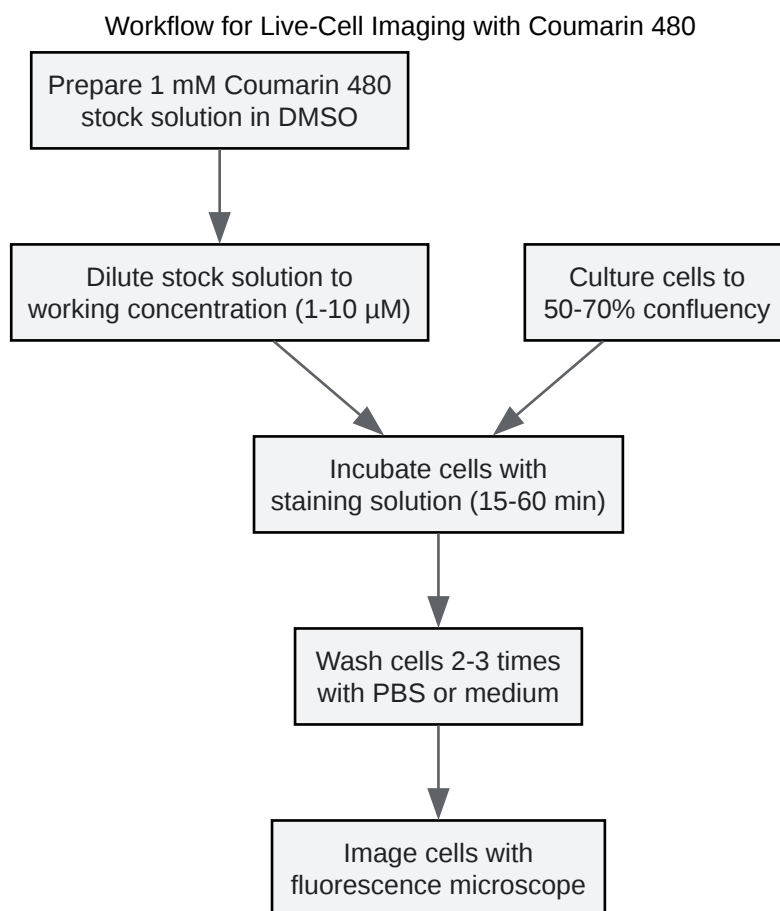 Workflow for Live-Cell Imaging with Coumarin 480
Prepare 1 mM Coumarin 480
stock solution in DMSO
Dilute stock solution to
working concentration (1-10 µM)
Culture cells to
50-70% confluency
Incubate cells with
staining solution (15-60 min)
Wash cells 2-3 times
with PBS or medium
Image cells with
fluorescence microscope